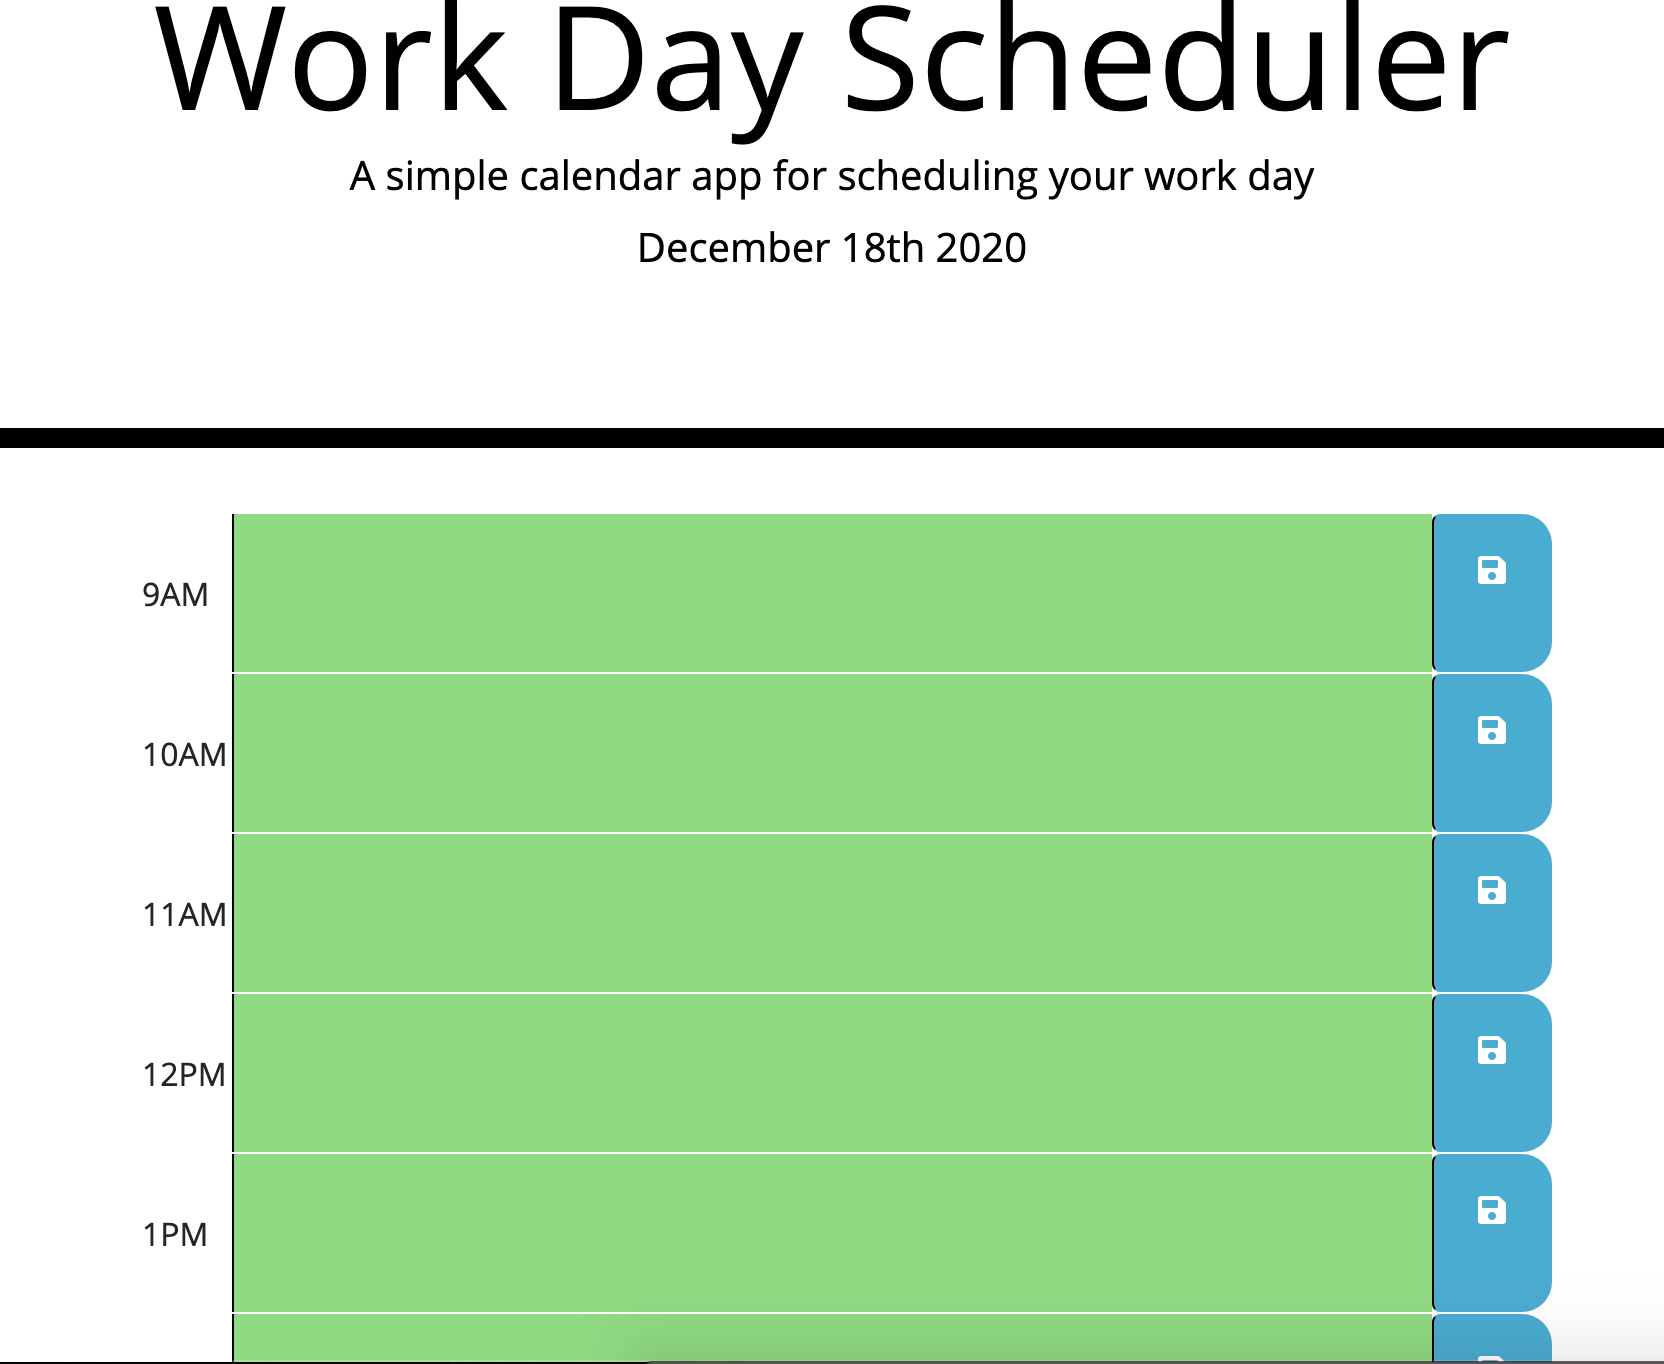 Work Day Scheduler
A simple calendar app for scheduling your work day
December 18th 2020
9AM
10AM
11AM
12PM
1PM